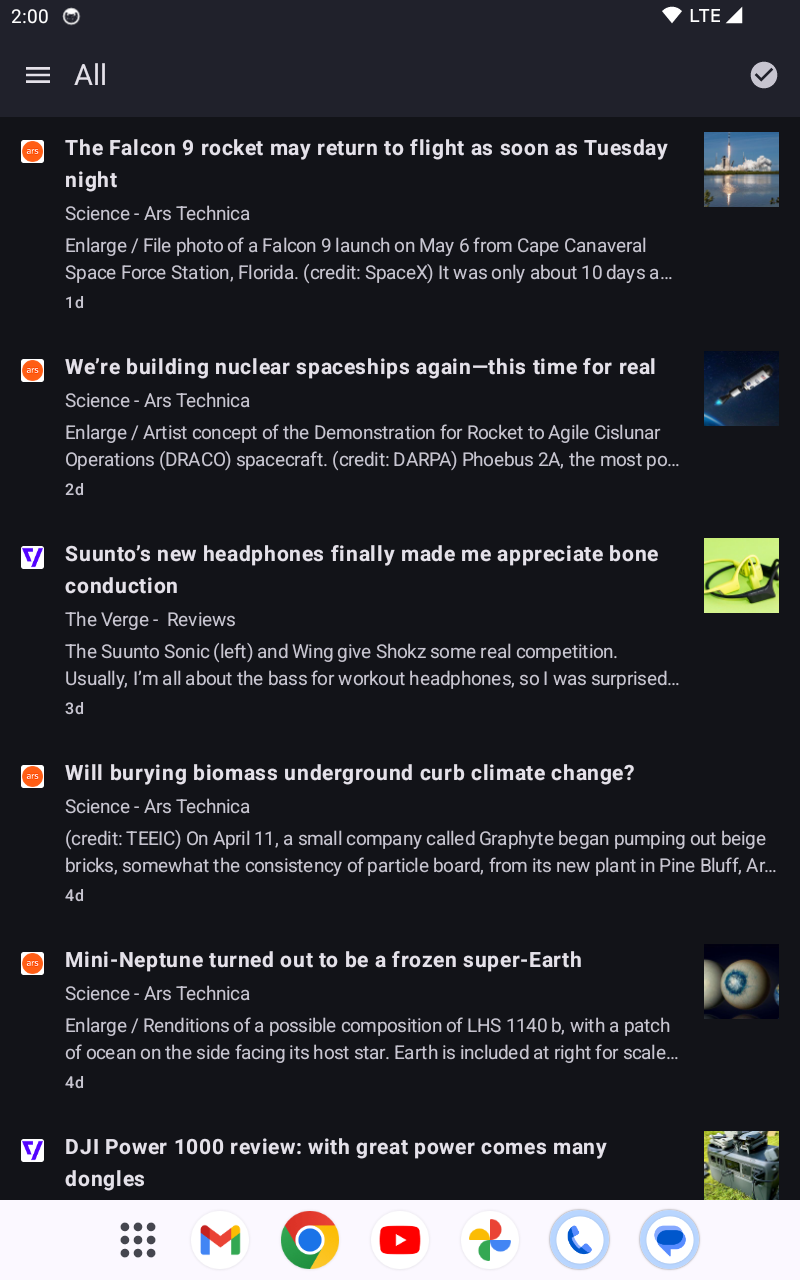 2:00
LTE
All
ars
The Falcon 9 rocket may return to flight as soon as Tuesday
night
Science - Ars Technica
Enlarge / File photo of a Falcon 9 launch on May 6 from Cape Canaveral
Space Force Station, Florida. (credit: SpaceX) It was only about 10 days a…
1d
ars
We’re building nuclear spaceships again—this time for real
Science - Ars Technica
Enlarge / Artist concept of the Demonstration for Rocket to Agile Cislunar
Operations (DRACO) spacecraft. (credit: DARPA) Phoebus 2A, the most po…
2d
Suunto’s new headphones finally made me appreciate bone
conduction
The Verge -  Reviews
The Suunto Sonic (left) and Wing give Shokz some real competition.
Usually, I’m all about the bass for workout headphones, so I was surprised…
3d
ars
Will burying biomass underground curb climate change?
Science - Ars Technica
(credit: TEEIC) On April 11, a small company called Graphyte began pumping out beige
bricks, somewhat the consistency of particle board, from its new plant in Pine Bluff, Ar…
4d
ars
Mini-Neptune turned out to be a frozen super-Earth
Science - Ars Technica
Enlarge / Renditions of a possible composition of LHS 1140 b, with a patch
of ocean on the side facing its host star. Earth is included at right for scale…
4d
DJI Power 1000 review: with great power comes many
dongles